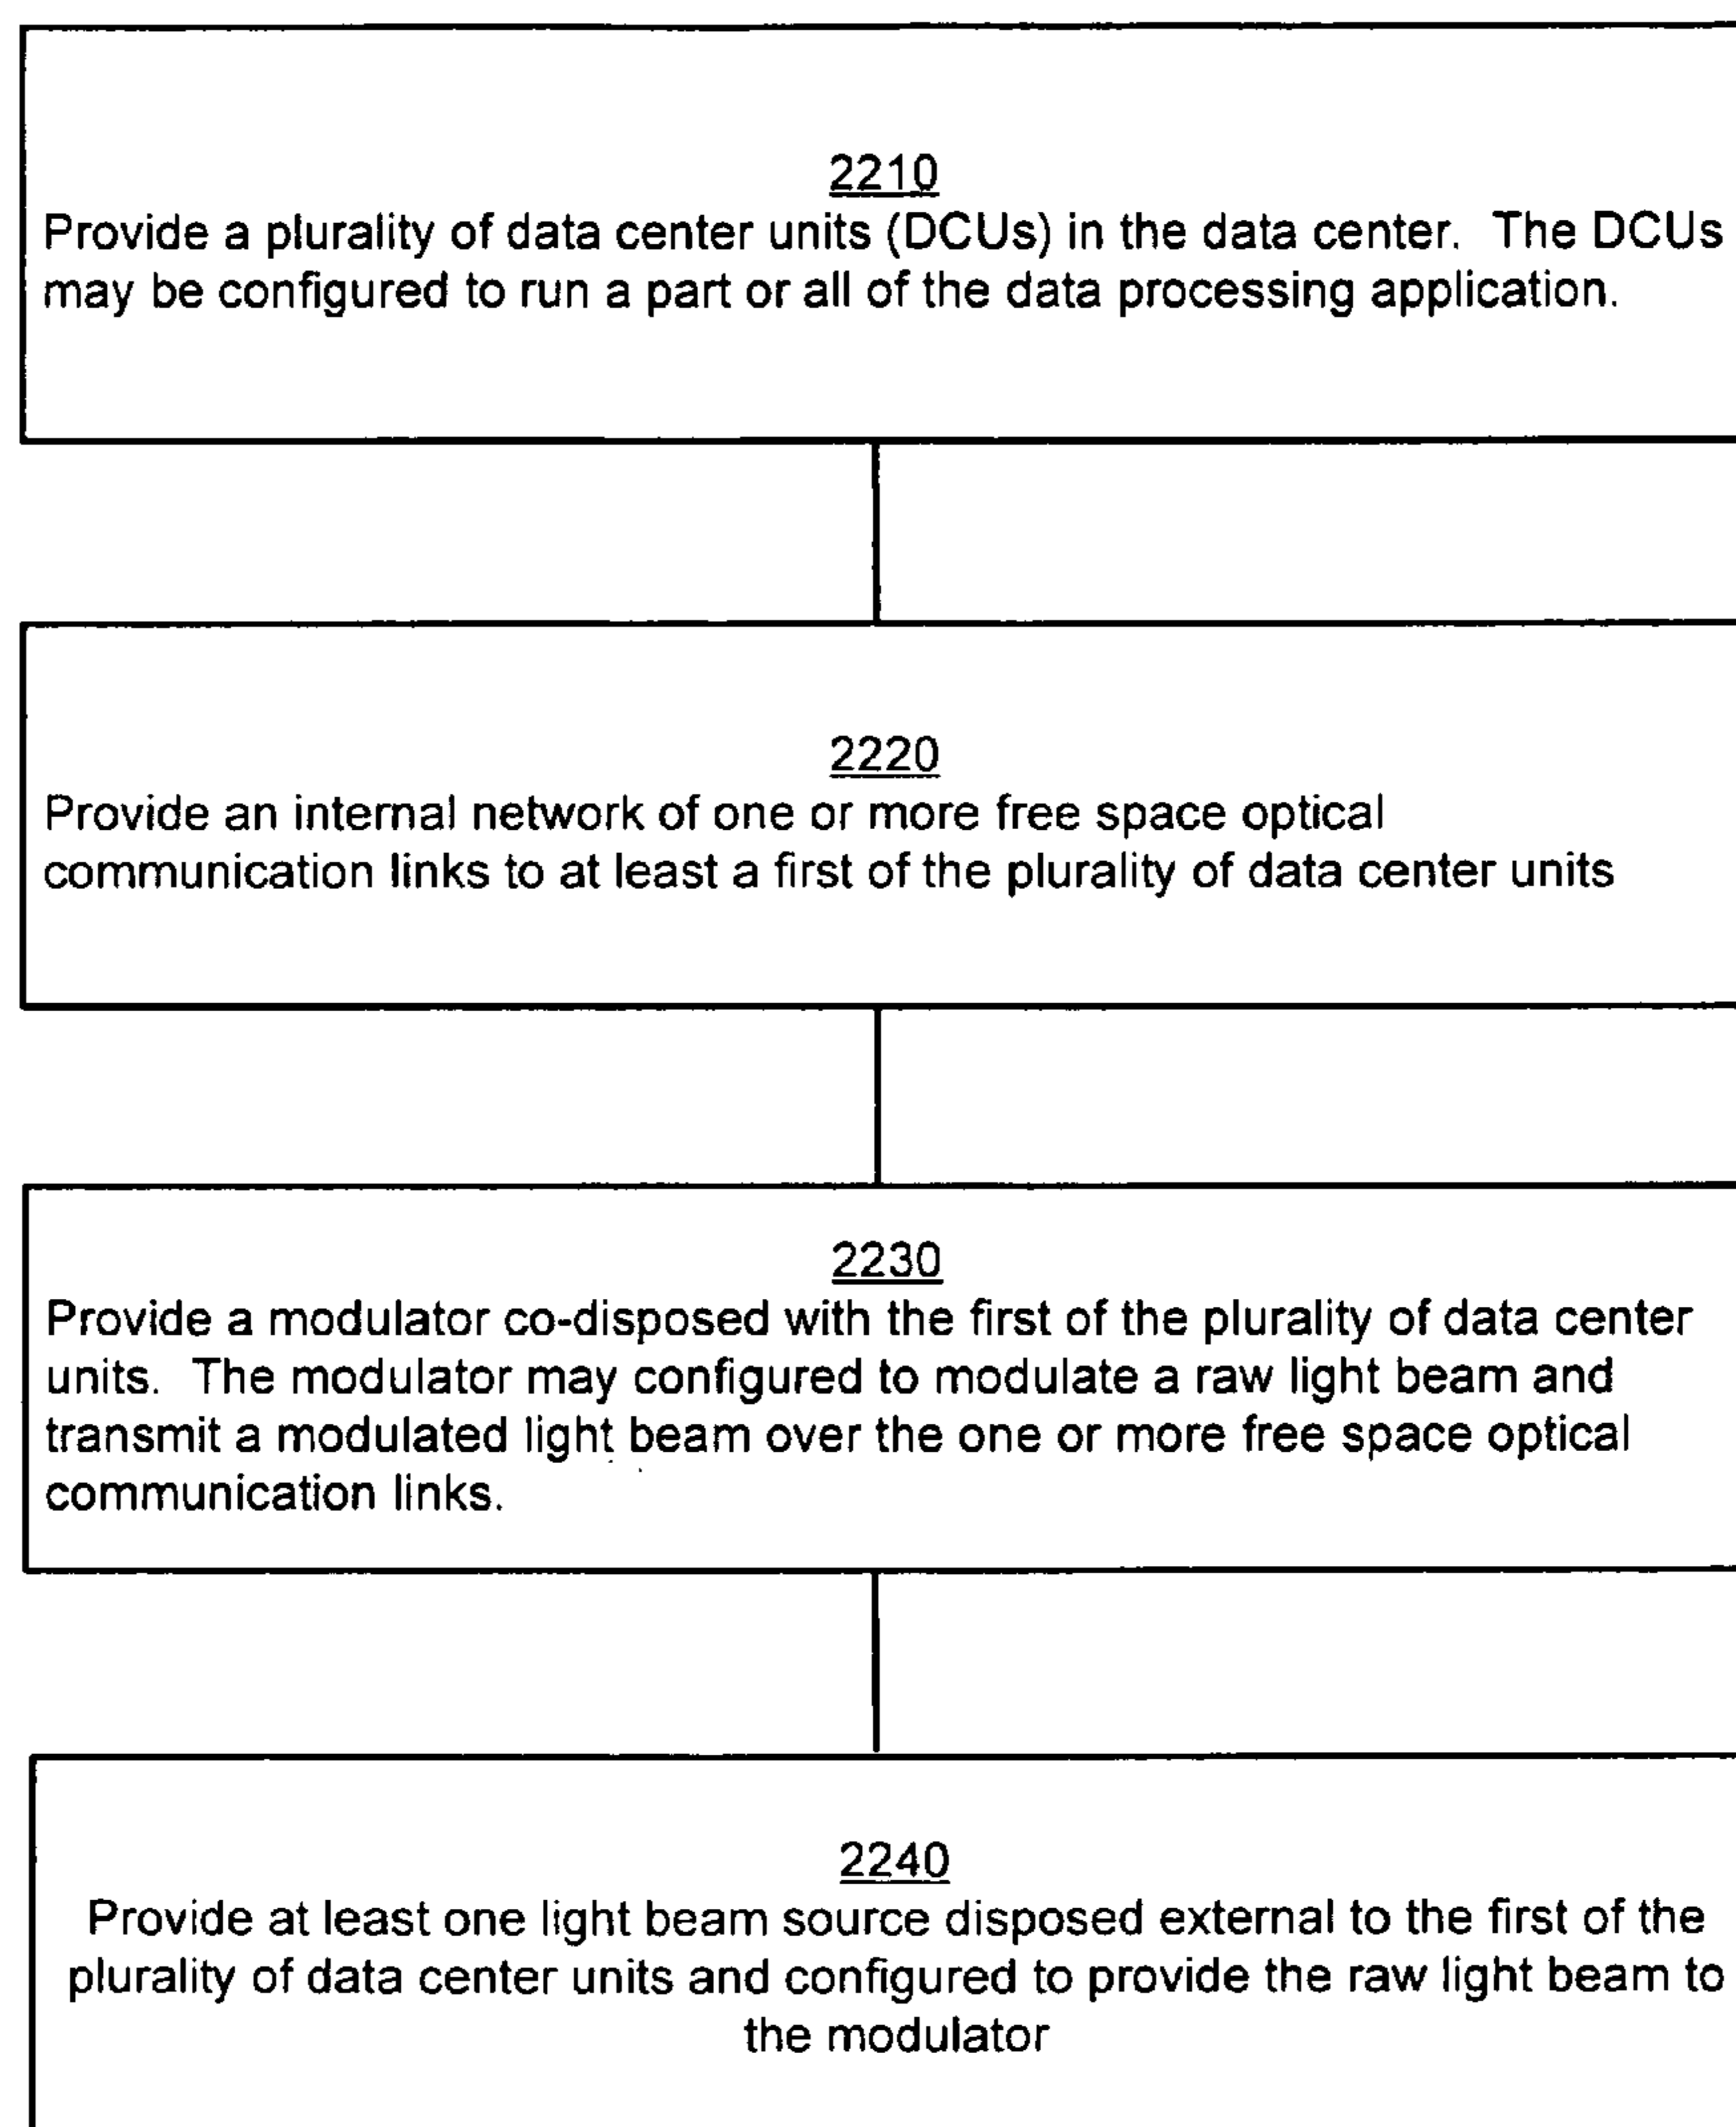 2210
Provide a plurality of data center units (DCUs) in the data center. The DCUs
may be configured to run a part or all of the data processing application.
2220
Provide an internal network of one or more free space optical
communication links to at least a first of the plurality of data center units
2230
Provide a modulator co-disposed with the first of the plurality of data center
units. The modulator may configured to modulate a raw light beam and
transmit a modulated light beam over the one or more free space optical
communication links.
2240
Provide at least one light beam source disposed external to the first of the
plurality of data center units and configured to provide the raw light beam to
the modulator